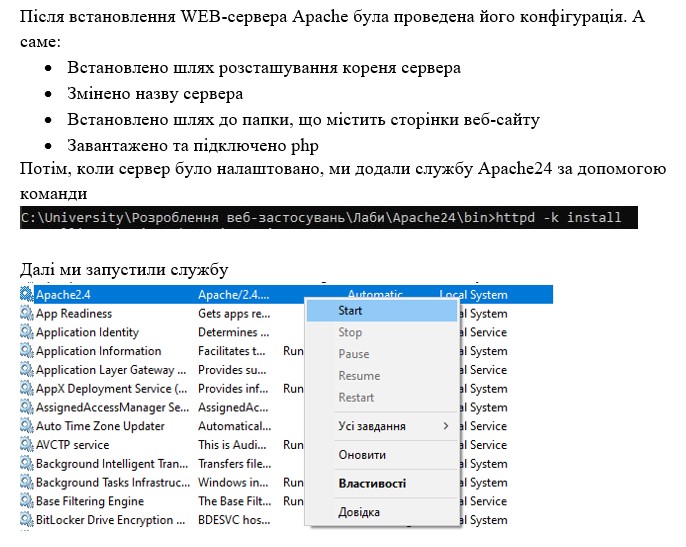 Після встановлення WEB-сервера Apache була проведена його конфігурація. А
саме:
• Встановлено шлях розсташування кореня сервера
• Змінено назву сервера
• Встановлено шлях до папки, що містить сторінки веб-сайту
• Завантажено та підключено php
Потім, коли сервер було налаштовано, ми додали службу Apache24 за допомогою
команди
C:\University\Розроблення веб-застосувань\Лаби\Apache24\bin>httpd -k install
Далі ми запустили службу
Apache2.4 Apache/2.4.... Automatic Local System
App Readiness Gets apps re... al System
Application Identity Determines ... al Service
Application Information Facilitates t... Run al System
Application Layer Gateway ... Provides su... al Service
AppX Deployment Service (... Provides inf... Run al System
AssignedAccessManager Se... AssignedAc... al System
Auto Time Zone Updater Automatical... al Service
AVCTP service This is Audi... Run al Service
Background Intelligent Tran... Transfers file... al System
Background Tasks Infrastruc... Windows in... Run al System
Base Filtering Engine The Base Filt... Run al Service
BitLocker Drive Encryption ... BDESVC hos... al System
Start
Stop
Pause
Resume
Restart
Усі завдання
Оновити
Властивості
Довідка